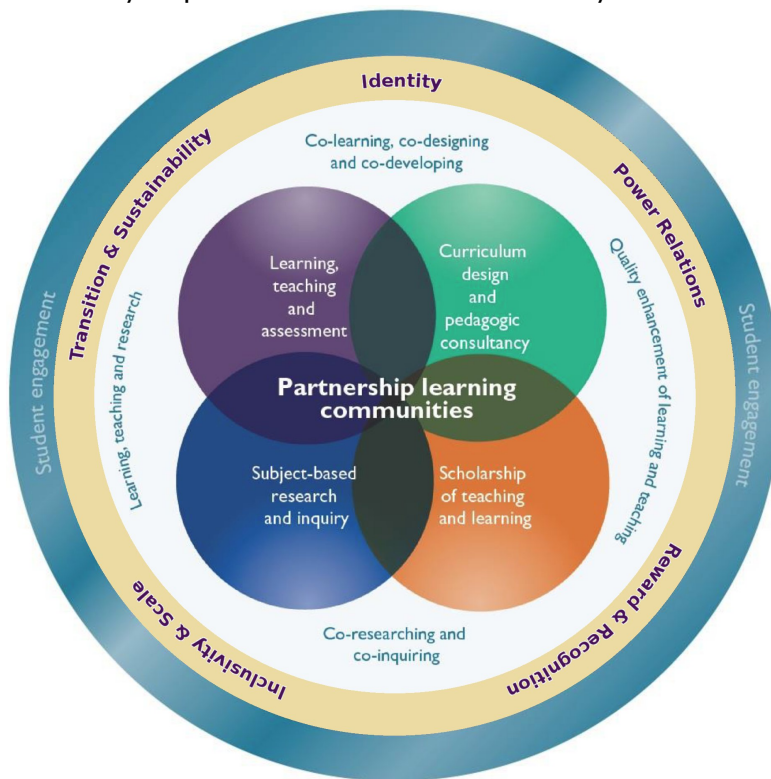 Identity
Transition & Sustainability
Power Relations
Co-learning, co-designing
and co-developing
Student engagement
Learning, teaching and research
Quality enhancement of learning and teaching
Student engagement
Learning,
teaching
and
assessment
Curriculum
design
and
pedagogic
consultancy
Partnership learning
communities
Subject-based
research
and inquiry
Scholarship
of teaching
and learning
Co-researching and
co-inquiring
Inclusivity & Scale
Reward & Recognition